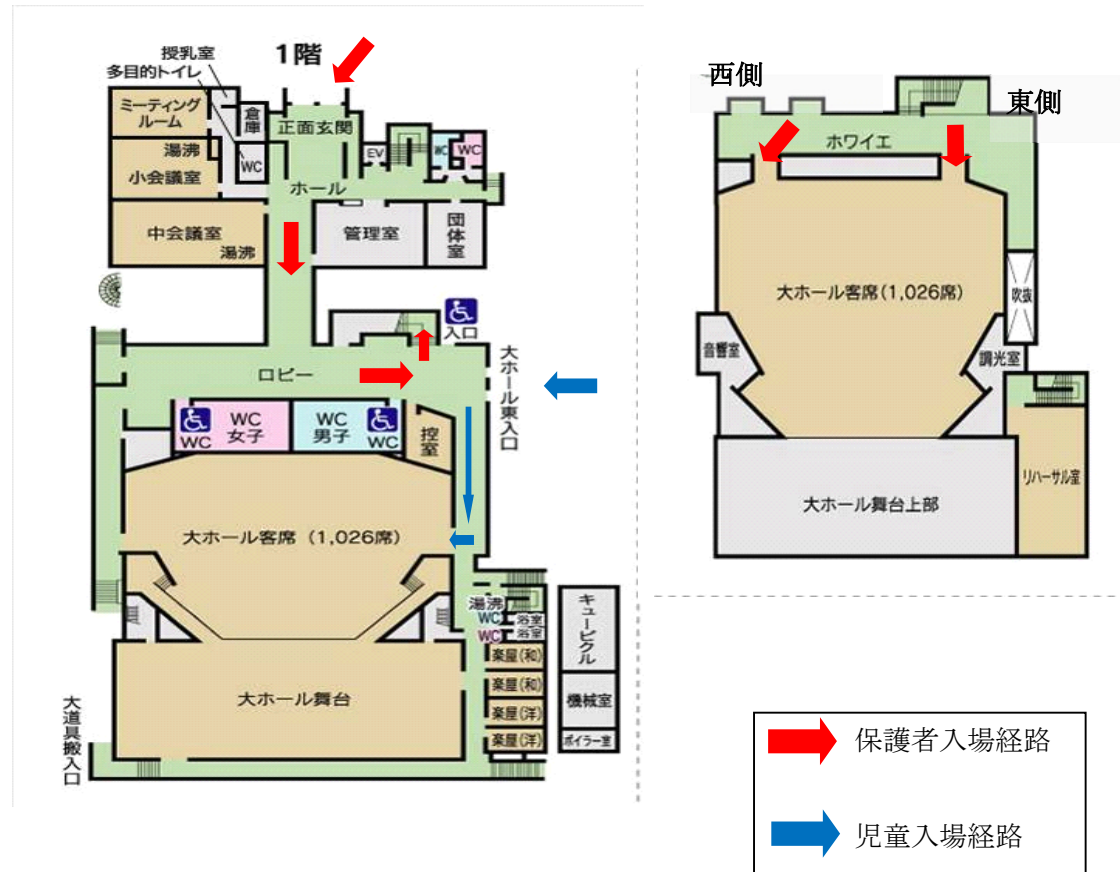 1階
授乳室
多目的トイレ
ミーティング
ルーム
倉庫
正面玄関
湯沸
小会議室
WC
EV
WC
WC
ホール
中会議室
湯沸
管理室
団体室
入口
ロビー
大ホール東入口
WC
WC
女子
WC
男子
WC
控室
大ホール客席(1,026席)
湯沸
WC
浴室
WC
浴室
キュービクル
楽屋(和)
楽屋(和)
楽屋(洋)
楽屋(洋)
機械室
ボイラー室
大ホール舞台
大道具搬入口
西側
東側
ホワイエ
大ホール客席(1,026席)
吹抜
音響室
調光室
リハーサル室
大ホール舞台上部
保護者入場経路
児童入場経路